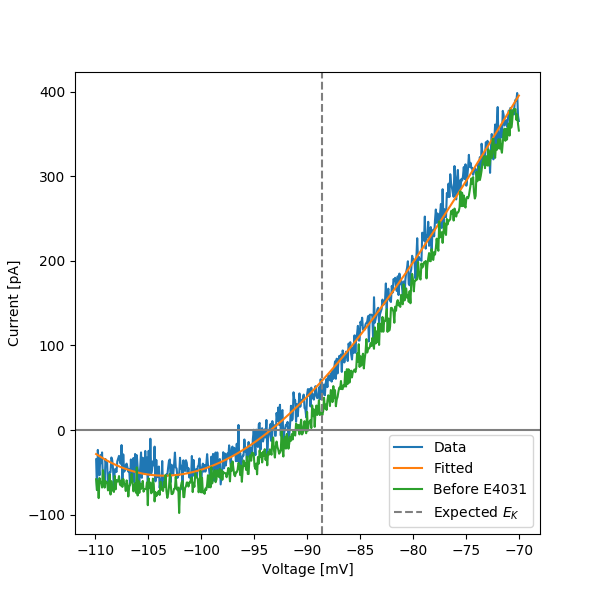 400
300
200
100
0
−100
−110
−105
−100
−95
−90
−85
−80
−75
−70
Current [pA]
Voltage [mV]
Data
Fitted
Before E4031
Expected E_K